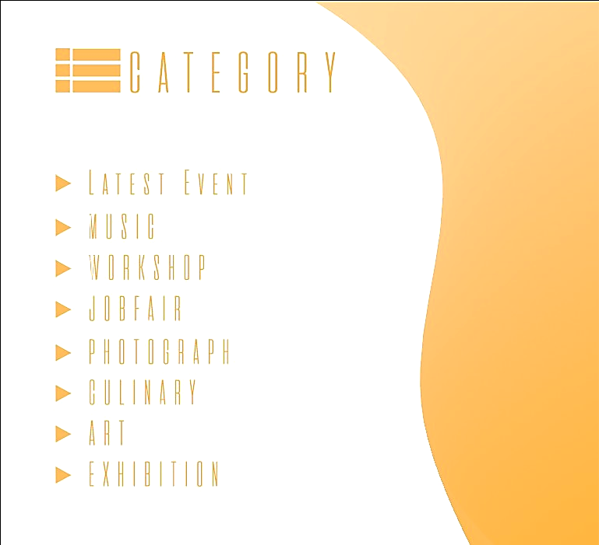 CATEGORY
LATEST EVENT
MUSIC
WORKSHOP
JOBFAIR
PHOTOGRAPH
CULINARY
ART
EXHIBITION